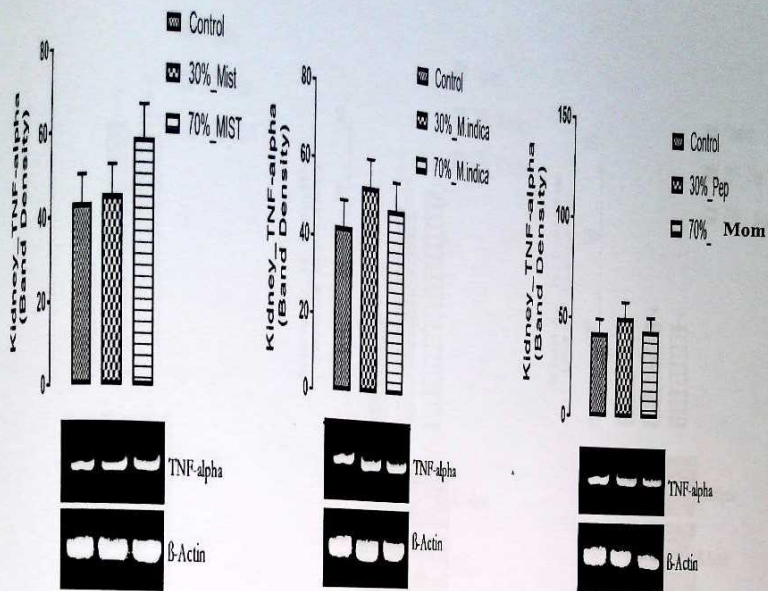 Control
30%_Mist
70%_MIST
80
60
40
20
0
Kidney_TNF-alpha
(Band Density)
TNF-alpha
ß-Actin
Control
30%_M.indica
70%_M.indica
80
60
40
20
0
Kidney_TNF-alpha
(Band Density)
TNF-alpha
ß-Actin
Control
30%_Pep
70%_ Mom
150
100
50
0
Kidney_TNF-alpha
(Band Density)
TNF-alpha
ß-Actin